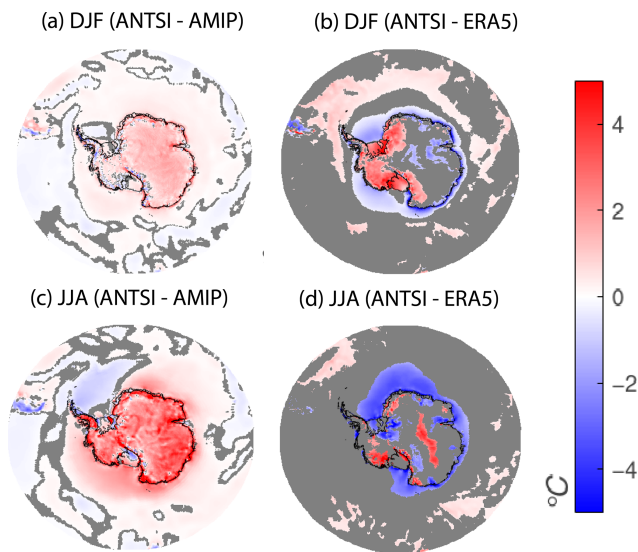 (a) DJF (ANTSI - AMIP)
(b) DJF (ANTSI - ERA5)
(c) JJA (ANTSI - AMIP)
(d) JJA (ANTSI - ERA5)
4
2
0
−2
−4
°C